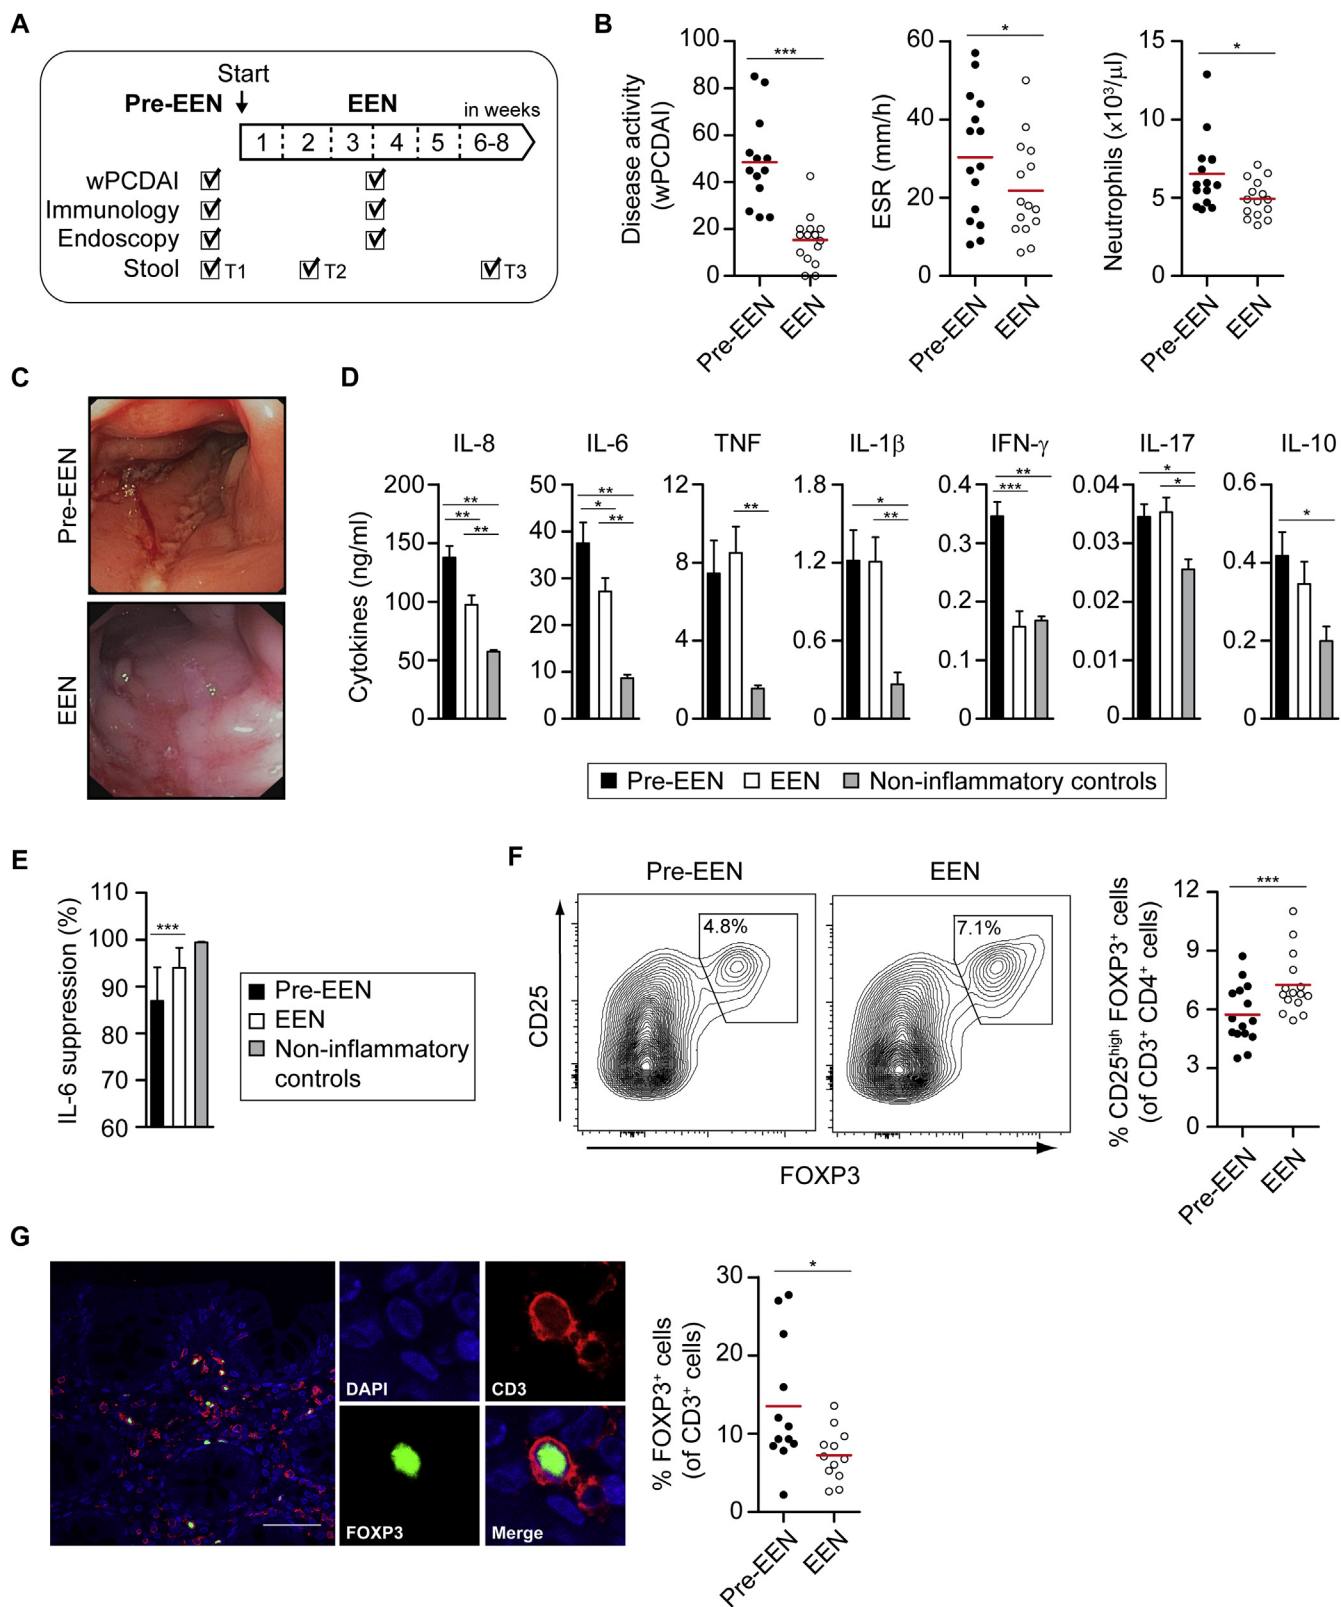 A
Start
Pre-EEN
EEN
in weeks
1 2 3 4 5 6-8
wPCDAI
Immunology
Endoscopy
Stool T1 T2 T3
B
Disease activity
(wPCDAI)
100
80
60
40
20
0
***
Pre-EEN
EEN
ESR (mm/h)
60
40
20
0
*
Pre-EEN
EEN
Neutrophils (x10³/µl)
15
10
5
0
*
Pre-EEN
EEN
C
Pre-EEN
EEN
D
Cytokines (ng/ml)
IL-8
200
150
100
50
0
**
**
**
IL-6
50
40
30
20
10
0
**
*
**
TNF
12
8
4
0
**
IL-1β
1.8
1.2
0.6
0
*
**
IFN-γ
0.4
0.3
0.2
0.1
0
**
***
IL-17
0.04
0.03
0.02
0.01
0
*
*
IL-10
0.6
0.4
0.2
0
*
Pre-EEN EEN Non-inflammatory controls
E
IL-6 suppression (%)
110
100
90
80
70
60
***
Pre-EEN
EEN
Non-inflammatory
controls
F
Pre-EEN
EEN
4.8%
7.1%
CD25
FOXP3
% CD25ʰⁱᵍʰ FOXP3⁺ cells
(of CD3⁺ CD4⁺ cells)
12
9
6
3
0
***
Pre-EEN
EEN
G
DAPI
CD3
FOXP3
Merge
% FOXP3⁺ cells
(of CD3⁺ cells)
30
20
10
0
*
Pre-EEN
EEN